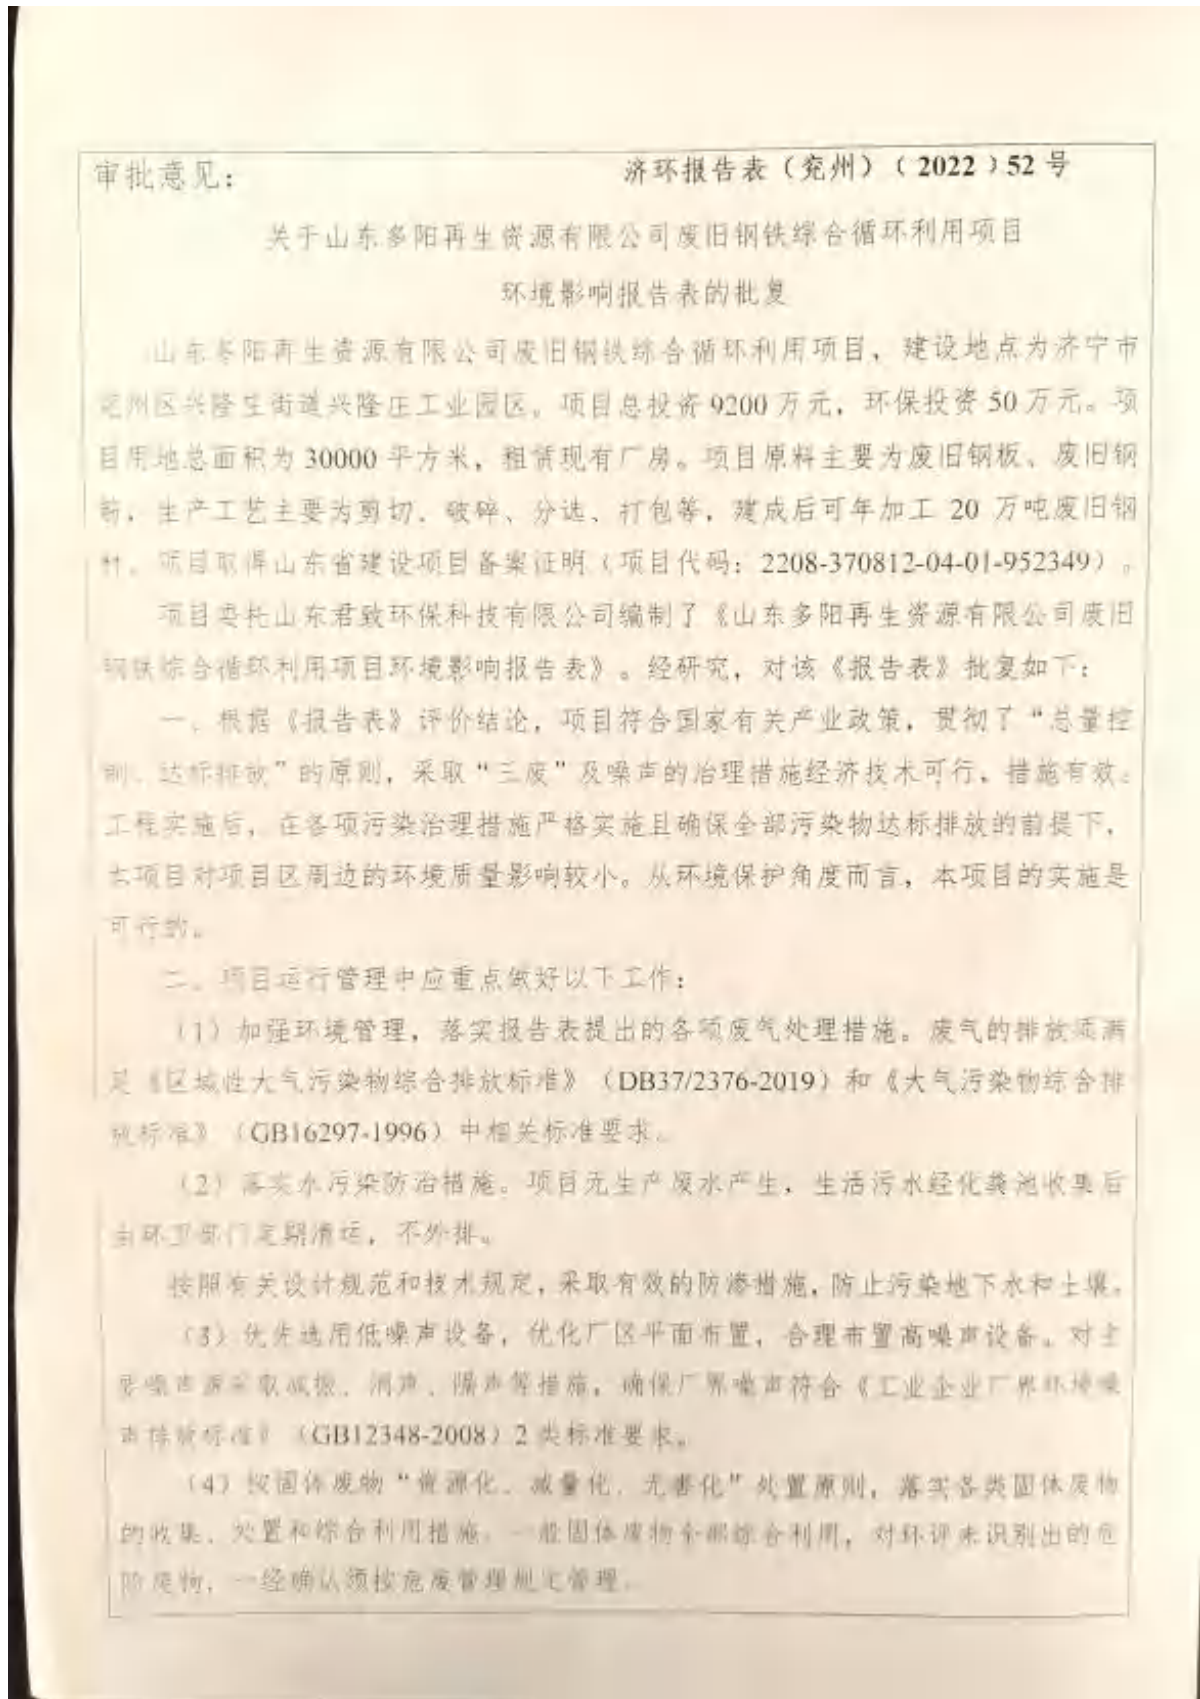 审批意见：
济环报告表（兖州）（2022）52号
关于山东多阳再生资源有限公司废旧钢铁综合循环利用项目
环境影响报告表的批复
山东多阳再生资源有限公司废旧钢铁综合循环利用项目，建设地点为济宁市
兖州区兴隆庄街道兴隆庄工业园区。项目总投资9200万元，环保投资50万元。项
目用地总面积为30000平方米，租赁现有厂房。项目原料主要为废旧钢板、废旧钢
筋，生产工艺主要为剪切、破碎、分选、打包等，建成后可年加工20万吨废旧钢
材。项目取得山东省建设项目备案证明（项目代码：2208-370812-04-01-952349）。
项目委托山东君致环保科技有限公司编制了《山东多阳再生资源有限公司废旧
钢铁综合循环利用项目环境影响报告表》。经研究，对该《报告表》批复如下：
一、根据《报告表》评价结论，项目符合国家有关产业政策，贯彻了“总量控
制、达标排放”的原则，采取“三废”及噪声的治理措施经济技术可行，措施有效。
工程实施后，在各项污染治理措施严格实施且确保全部污染物达标排放的前提下，
本项目对项目区周边的环境质量影响较小。从环境保护角度而言，本项目的实施是
可行的。
二、项目运行管理中应重点做好以下工作：
（1）加强环境管理，落实报告表提出的各项废气处理措施。废气的排放须满
足《区域性大气污染物综合排放标准》（DB37/2376-2019）和《大气污染物综合排
放标准》（GB16297-1996）中相关标准要求。
（2）落实水污染防治措施。项目无生产废水产生，生活污水经化粪池收集后
由环卫部门定期清运，不外排。
按照有关设计规范和技术规定，采取有效的防渗措施，防止污染地下水和土壤。
（3）优先选用低噪声设备，优化厂区平面布置，合理布置高噪声设备。对主
要噪声源采取减振、消声、隔声等措施，确保厂界噪声符合《工业企业厂界环境噪
声排放标准》（GB12348-2008）2类标准要求。
（4）按固体废物“资源化、减量化、无害化”处置原则，落实各类固体废物
的收集、处置和综合利用措施。一般固体废物全部综合利用，对环评未识别出的危
险废物，一经确认须按危废管理规定管理。